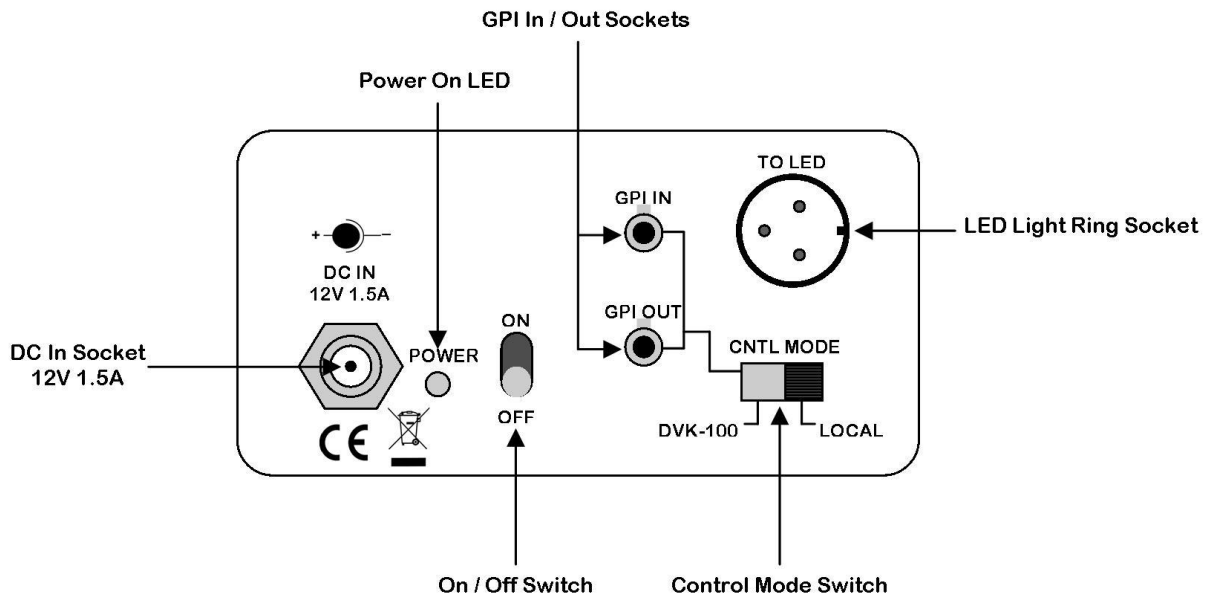 GPI In / Out Sockets
Power On LED
TO LED
GPI IN
LED Light Ring Socket
+ –
DC IN
12V 1.5A
GPI OUT
ON
DC In Socket
12V 1.5A
POWER
CNTL MODE
OFF
DVK-100
LOCAL
CE
On / Off Switch
Control Mode Switch